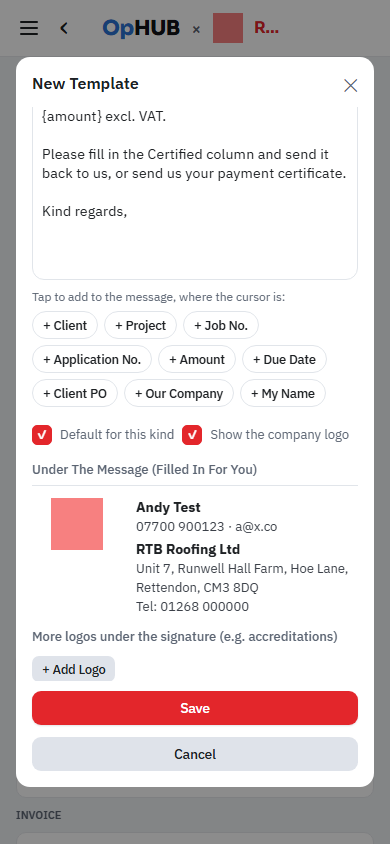 OpHUB × R...
New Template
{amount} excl. VAT.
Please fill in the Certified column and send it
back to us, or send us your payment certificate.
Kind regards,
Tap to add to the message, where the cursor is:
+ Client + Project + Job No.
+ Application No. + Amount + Due Date
+ Client PO + Our Company + My Name
Default for this kind Show the company logo
Under The Message (Filled In For You)
Andy Test
07700 900123 · a@x.co
RTB Roofing Ltd
Unit 7, Runwell Hall Farm, Hoe Lane,
Rettendon, CM3 8DQ
Tel: 01268 000000
More logos under the signature (e.g. accreditations)
+ Add Logo
Save
Cancel
INVOICE